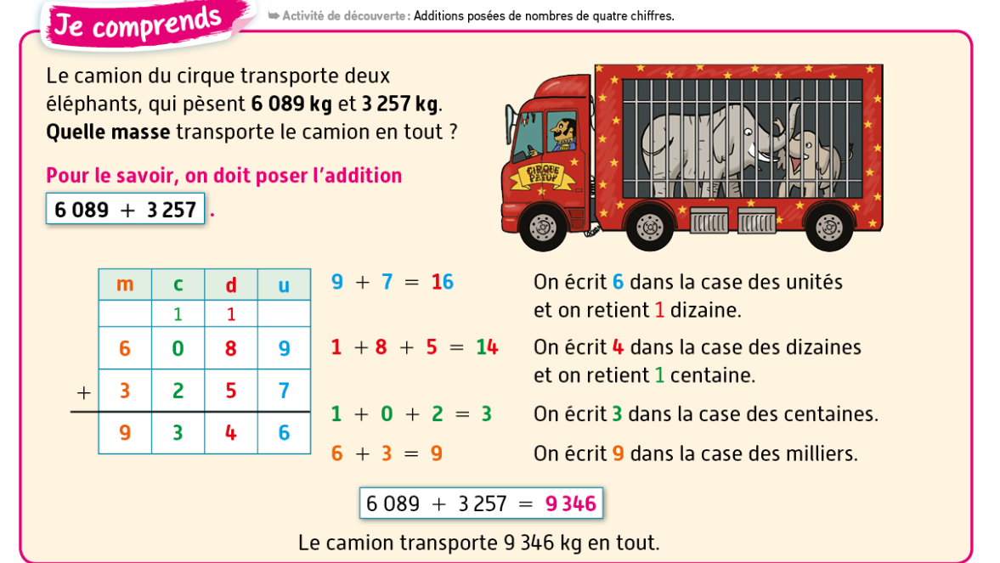 Je comprends
➥ Activité de découverte : Additions posées de nombres de quatre chiffres.
Le camion du cirque transporte deux
éléphants, qui pèsent 6 089 kg et 3 257 kg.
Quelle masse transporte le camion en tout ?
Pour le savoir, on doit poser l'addition
6 089 + 3 257 .
CIRQUE
PATUF
m c d u
1 1
6 0 8 9
+ 3 2 5 7
9 3 4 6
9 + 7 = 16 On écrit 6 dans la case des unités
et on retient 1 dizaine.
1 + 8 + 5 = 14 On écrit 4 dans la case des dizaines
et on retient 1 centaine.
1 + 0 + 2 = 3 On écrit 3 dans la case des centaines.
6 + 3 = 9 On écrit 9 dans la case des milliers.
6 089 + 3 257 = 9 346
Le camion transporte 9 346 kg en tout.